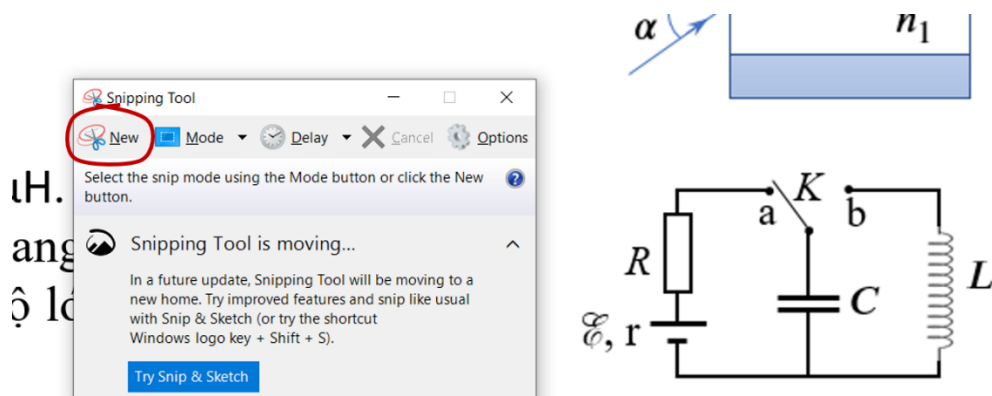 α
n₁
Snipping Tool
New Mode Delay Cancel Options
Select the snip mode using the Mode button or click the New
button.
Snipping Tool is moving...
In a future update, Snipping Tool will be moving to a
new home. Try improved features and snip like usual
with Snip & Sketch (or try the shortcut
Windows logo key + Shift + S).
Try Snip & Sketch
H.
ang
K
a
b
R
C
L
ℰ, r